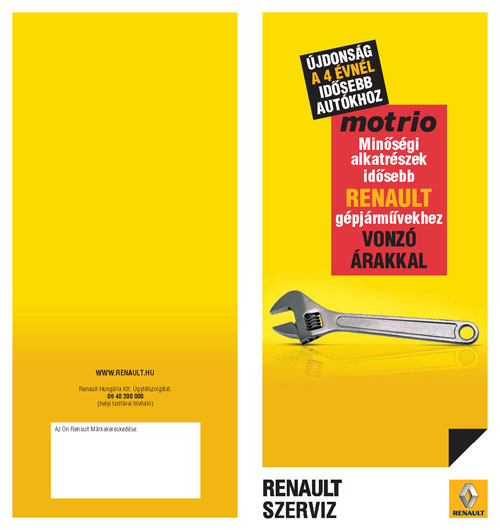 WWW.RENAULT.HU
Renault Hungária Kft. Ügyfélszolgálat:
06 40 200 000
(helyi tarifával hívható)
Az Ön Renault Márkakereskedése:
ÚJDONSÁG
A 4 ÉVNÉL
IDŐSEBB
AUTÓKHOZ
motrio
Minőségi
alkatrészek
idősebb
RENAULT
gépjárművekhez
VONZÓ
ÁRAKKAL
RENAULT
SZERVIZ
RENAULT